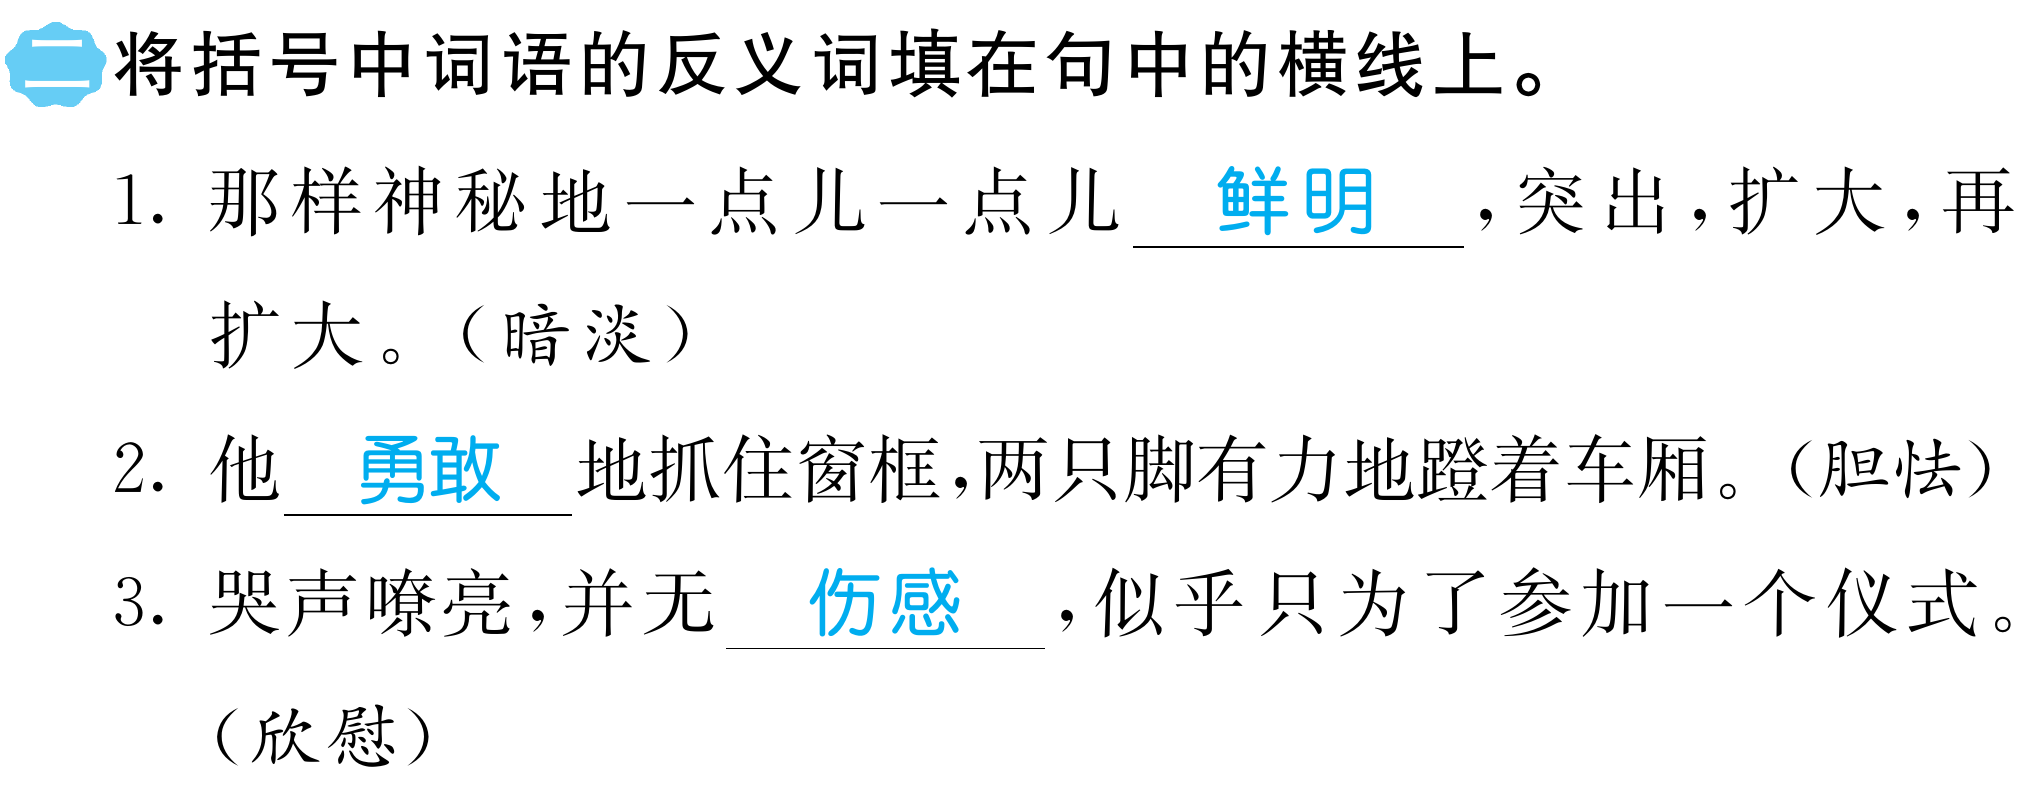 二 将括号中词语的反义词填在句中的横线上。
1. 那样神秘地一点儿一点儿 鲜明 ,突出,扩大,再
扩大。（暗淡）
2. 他 勇敢 地抓住窗框,两只脚有力地蹬着车厢。（胆怯）
3. 哭声嘹亮,并无 伤感 ,似乎只为了参加一个仪式。
（欣慰）